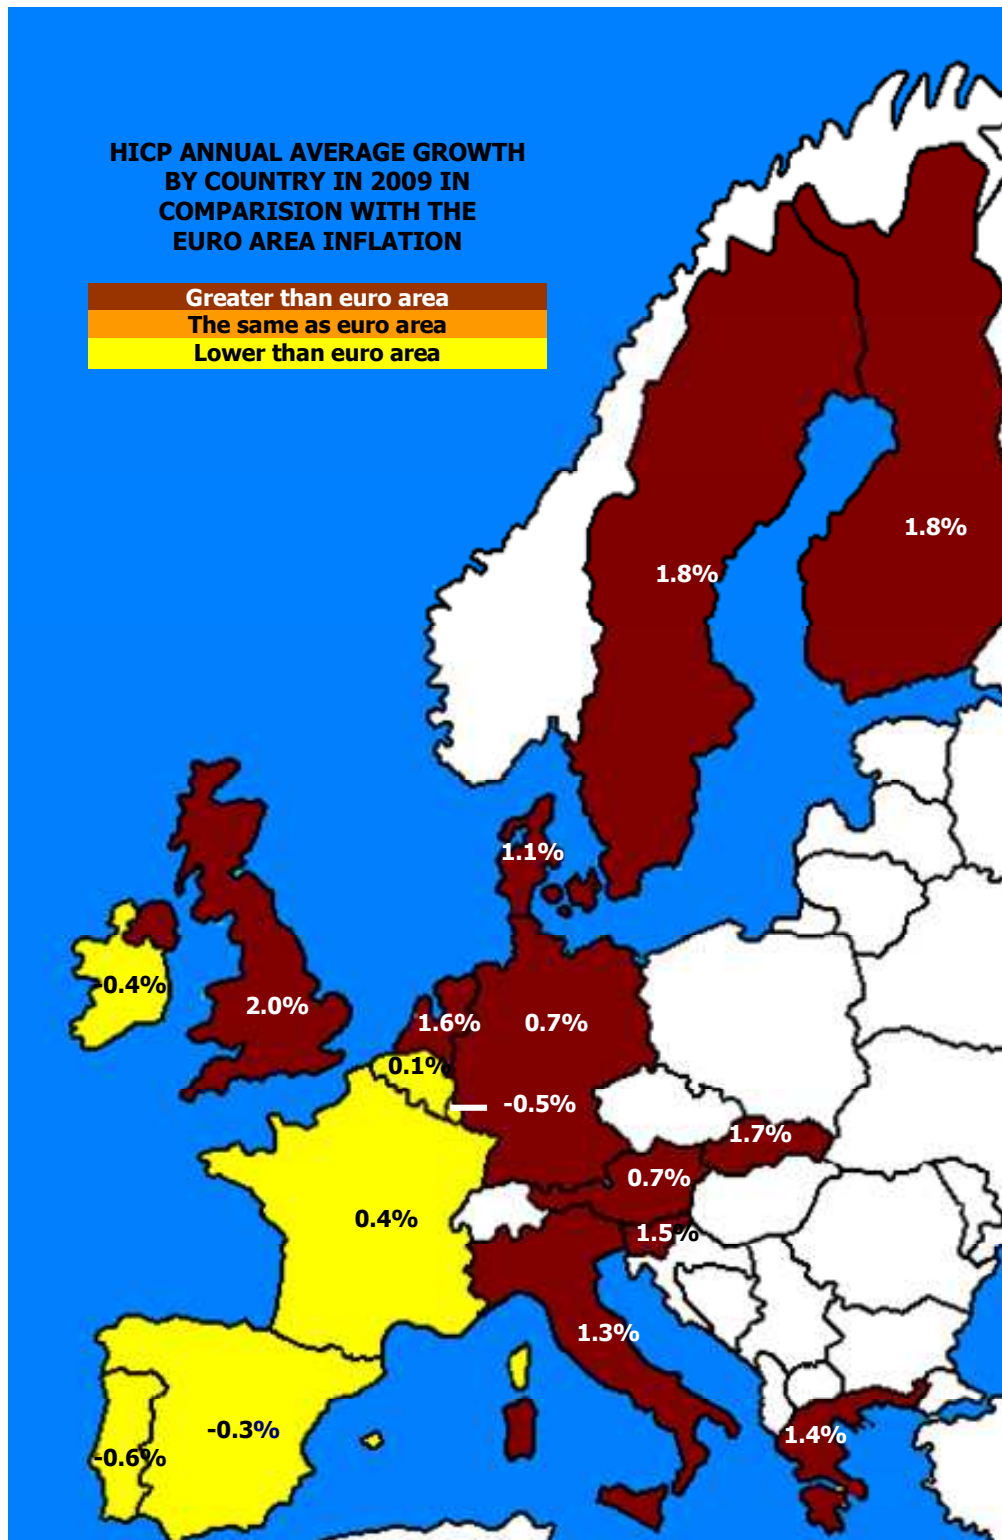 HICP ANNUAL AVERAGE GROWTH
BY COUNTRY IN 2009 IN
COMPARISION WITH THE
EURO AREA INFLATION
Greater than euro area
The same as euro area
Lower than euro area
1.8%
1.8%
1.1%
-0.4%
2.0%
1.6%
0.7%
0.1%
-0.5%
1.7%
0.7%
0.4%
1.5%
1.3%
-0.3%
1.4%
-0.6%